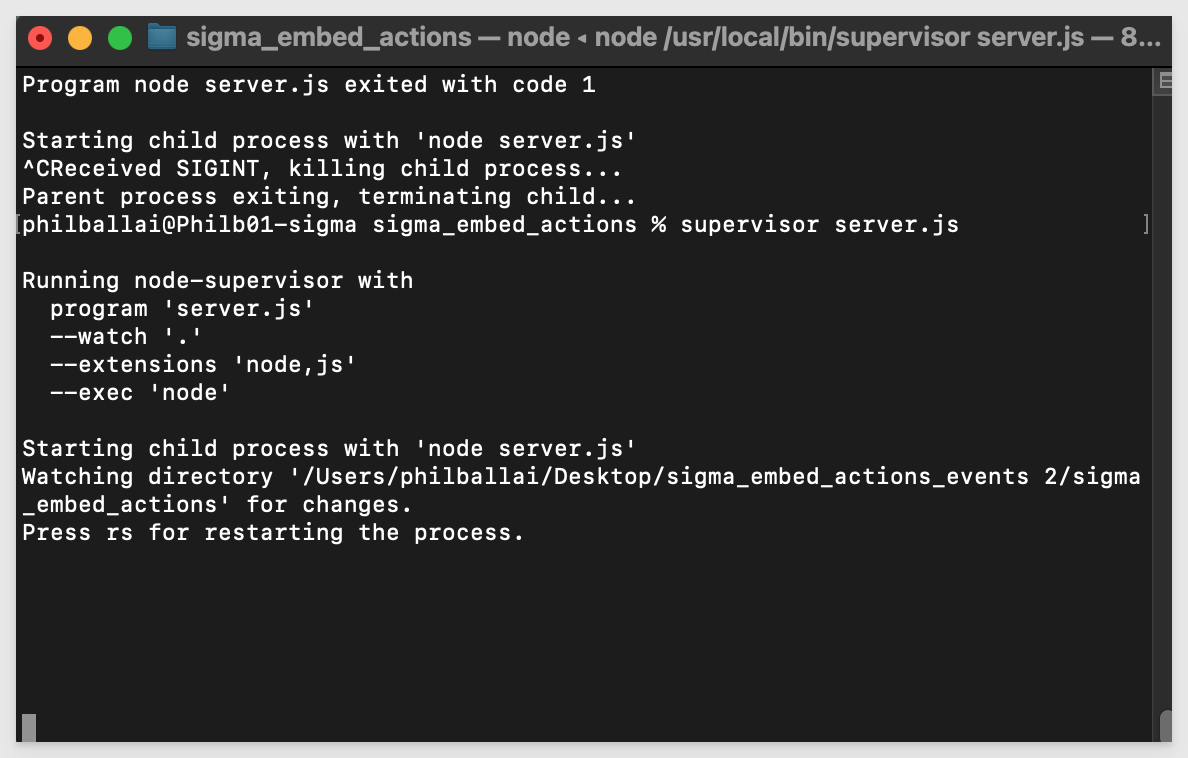 sigma_embed_actions — node ◂ node /usr/local/bin/supervisor server.js — 8...
Program node server.js exited with code 1
Starting child process with 'node server.js'
^CReceived SIGINT, killing child process...
Parent process exiting, terminating child...
[philballai@Philb01-sigma sigma_embed_actions % supervisor server.js ]
Running node-supervisor with
  program 'server.js'
  --watch '.'
  --extensions 'node,js'
  --exec 'node'
Starting child process with 'node server.js'
Watching directory '/Users/philballai/Desktop/sigma_embed_actions_events 2/sigma
_embed_actions' for changes.
Press rs for restarting the process.